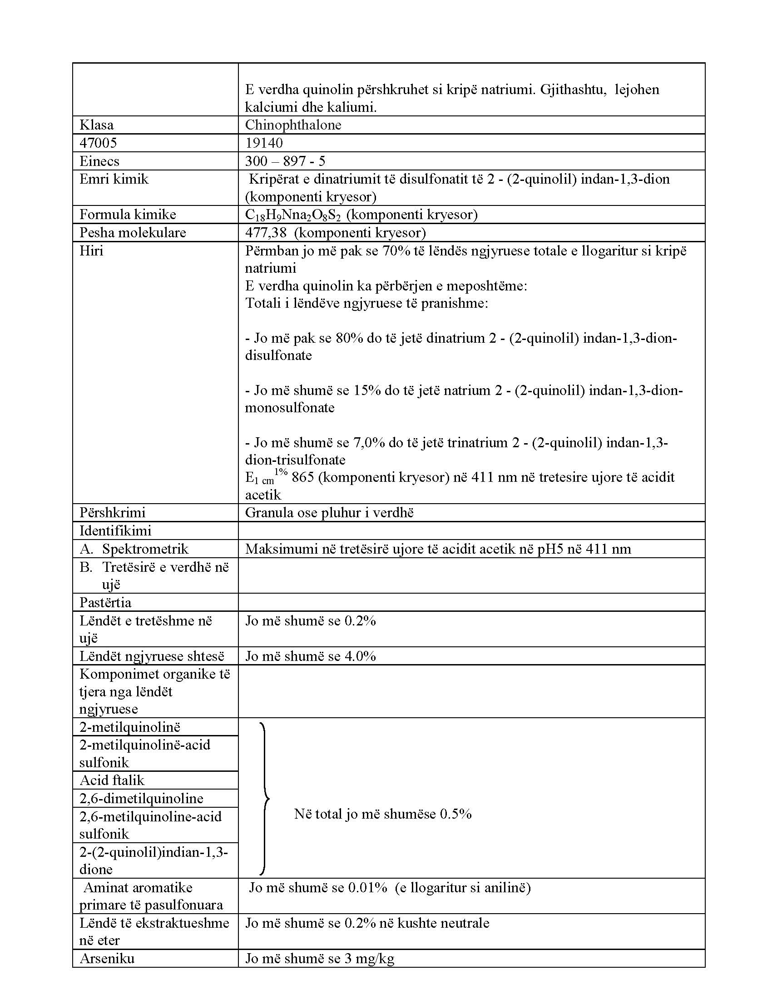 E verdha quinolin përshkruhet si kripë natriumi. Gjithashtu,  lejohen
kalciumi dhe kaliumi.
Klasa Chinophthalone
47005 19140
Einecs 300 – 897 - 5
Emri kimik Kripërat e dinatriumit të disulfonatit të 2 - (2-quinolil) indan-1,3-dion
(komponenti kryesor)
Formula kimike C₁₈H₉Nna₂O₈S₂ (komponenti kryesor)
Pesha molekulare 477,38  (komponenti kryesor)
Hiri Përmban jo më pak se 70% të lëndës ngjyruese totale e llogaritur si kripë
natriumi
E verdha quinolin ka përbërjen e meposhtëme:
Totali i lëndëve ngjyruese të pranishme:
- Jo më pak se 80% do të jetë dinatrium 2 - (2-quinolil) indan-1,3-dion-
disulfonate
- Jo më shumë se 15% do të jetë natrium 2 - (2-quinolil) indan-1,3-dion-
monosulfonate
- Jo më shumë se 7,0% do të jetë trinatrium 2 - (2-quinolil) indan-1,3-
dion-trisulfonate
E1 cm 1% 865 (komponenti kryesor) në 411 nm në tretesire ujore të acidit
acetik
Përshkrimi Granula ose pluhur i verdhë
Identifikimi
A. Spektrometrik Maksimumi në tretësirë ujore të acidit acetik në pH5 në 411 nm
B. Tretësirë e verdhë në
ujë
Pastërtia
Lëndët e tretëshme në Jo më shumë se 0.2%
ujë
Lëndët ngjyruese shtesë Jo më shumë se 4.0%
Komponimet organike të
tjera nga lëndët
ngjyruese
2-metilquinolinë
2-metilquinolinë-acid
sulfonik
Acid ftalik
2,6-dimetilquinoline
2,6-metilquinoline-acid
sulfonik
2-(2-quinolil)indian-1,3-
dione
Në total jo më shumëse 0.5%
Aminat aromatike Jo më shumë se 0.01%  (e llogaritur si anilinë)
primare të pasulfonuara
Lëndë të ekstraktueshme Jo më shumë se 0.2% në kushte neutrale
në eter
Arseniku Jo më shumë se 3 mg/kg